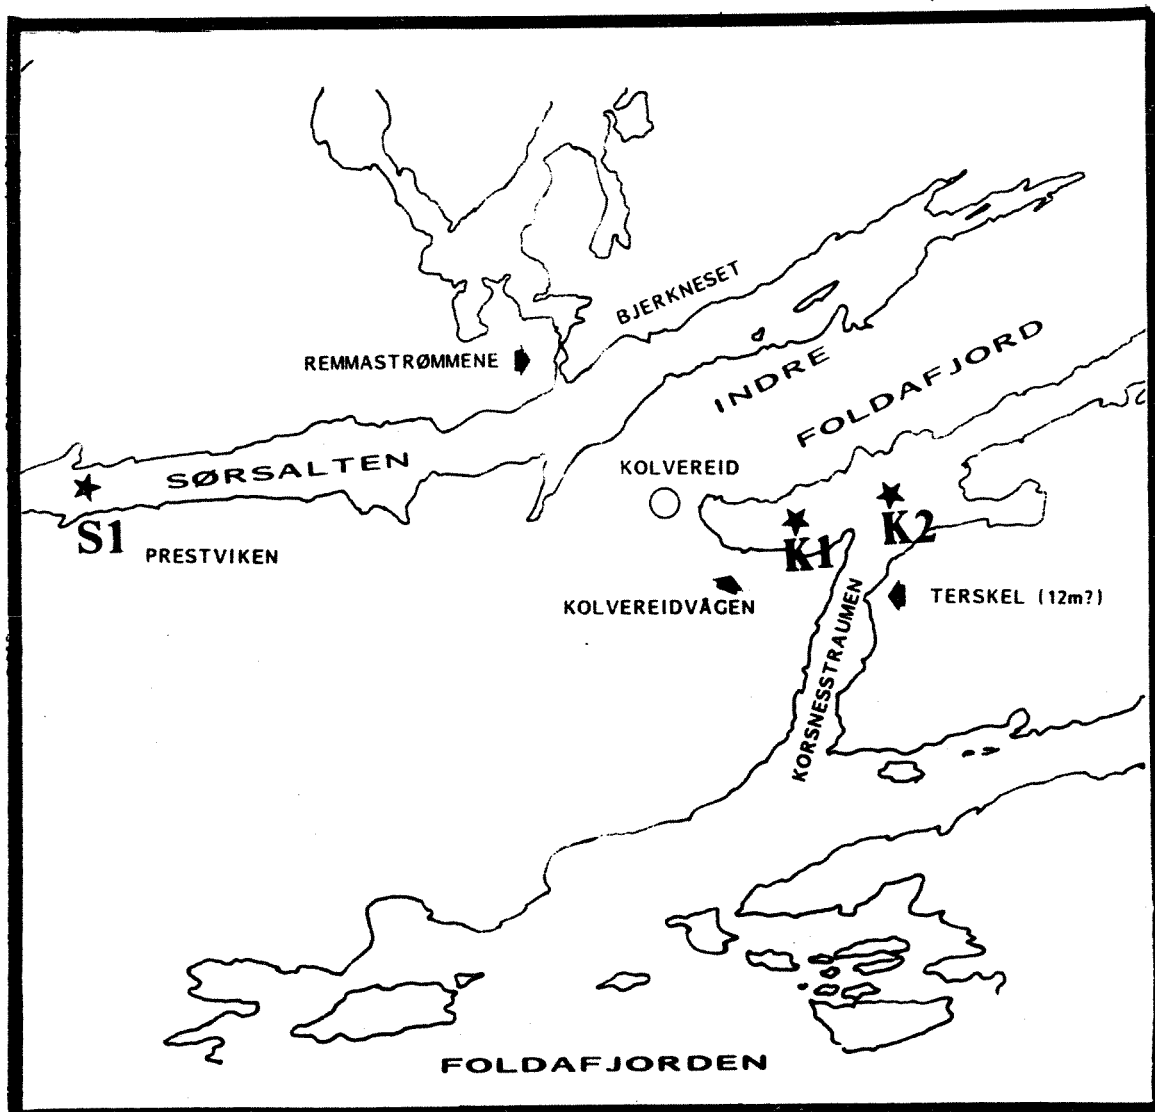 BJERKNESET
REMMASTRØMMENE
INDRE
FOLDAFJORD
SØRSALTEN
KOLVEREID
S1
PRESTVIKEN
K1
K2
KOLVEREIDVÅGEN
TERSKEL (12m?)
KORSNESSTRAUMEN
FOLDAFJORDEN